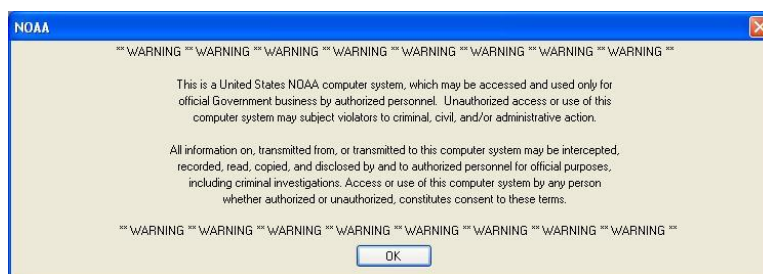 NOAA
** WARNING ** WARNING ** WARNING ** WARNING ** WARNING ** WARNING ** WARNING ** WARNING ** WARNING **
This is a United States NOAA computer system, which may be accessed and used only for
official Government business by authorized personnel. Unauthorized access or use of this
computer system may subject violators to criminal, civil, and/or administrative action.
All information on, transmitted from, or transmitted to this computer system may be intercepted,
recorded, read, copied, and disclosed by and to authorized personnel for official purposes,
including criminal investigations. Access or use of this computer system by any person
whether authorized or unauthorized, constitutes consent to these terms.
** WARNING ** WARNING ** WARNING ** WARNING ** WARNING ** WARNING ** WARNING ** WARNING ** WARNING **
OK